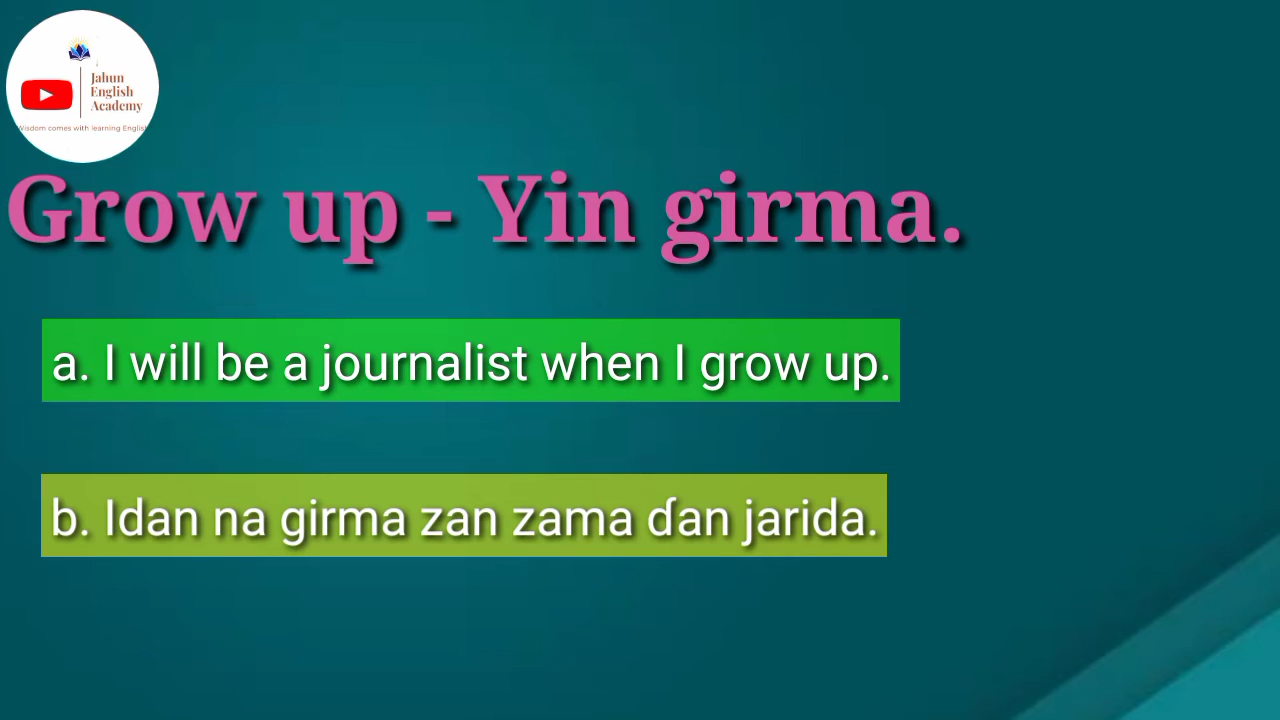 Jahun
English
Academy
Wisdom comes with learning English
Grow up - Yin girma.
a. I will be a journalist when I grow up.
b. Idan na girma zan zama ɗan jarida.